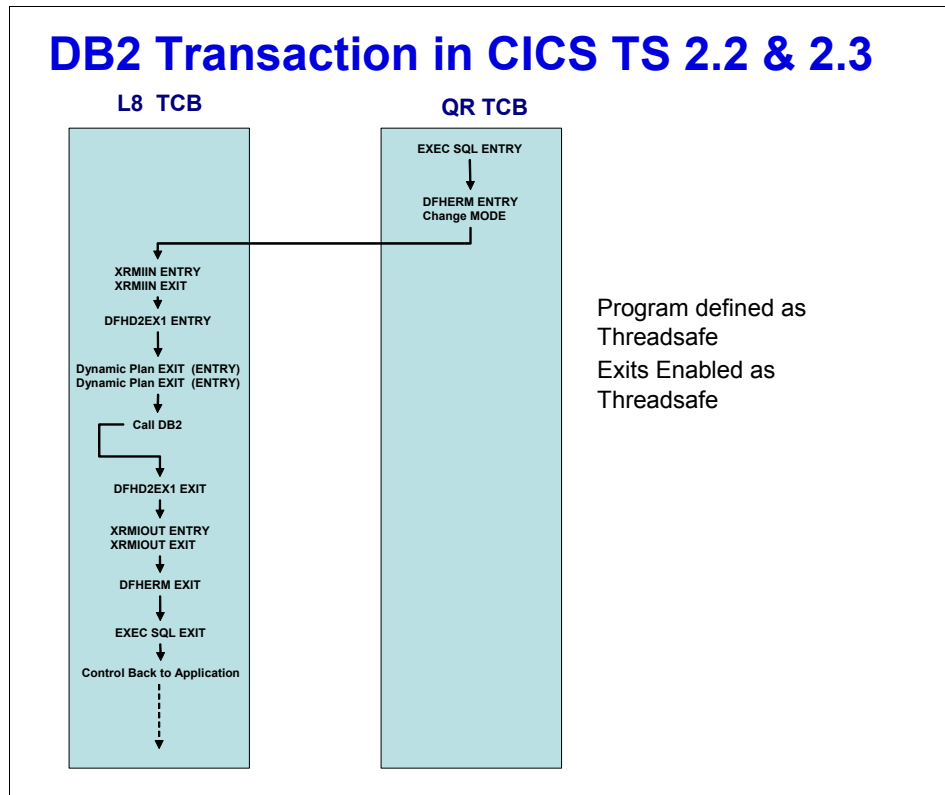 DB2 Transaction in CICS TS 2.2 & 2.3
L8 TCB
QR TCB
EXEC SQL ENTRY
DFHERM ENTRY
Change MODE
XRMIIN ENTRY
XRMIIN EXIT
DFHD2EX1 ENTRY
Dynamic Plan EXIT (ENTRY)
Dynamic Plan EXIT (ENTRY)
Call DB2
DFHD2EX1 EXIT
XRMIOUT ENTRY
XRMIOUT EXIT
DFHERM EXIT
EXEC SQL EXIT
Control Back to Application
Program defined as
Threadsafe
Exits Enabled as
Threadsafe